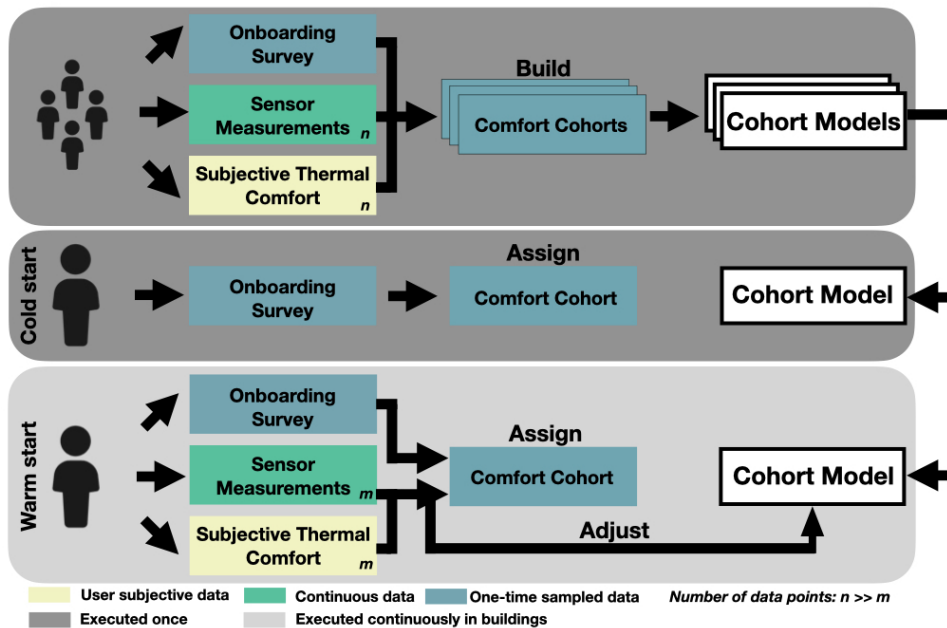 Onboarding
Survey
Sensor
Measurements n
Subjective Thermal
Comfort n
Build
Comfort Cohorts
Cohort Models
Cold start
Onboarding
Survey
Assign
Comfort Cohort
Cohort Model
Warm start
Onboarding
Survey
Sensor
Measurements m
Subjective Thermal
Comfort m
Assign
Comfort Cohort
Adjust
Cohort Model
User subjective data
Continuous data
One-time sampled data
Number of data points: n >> m
Executed once
Executed continuously in buildings